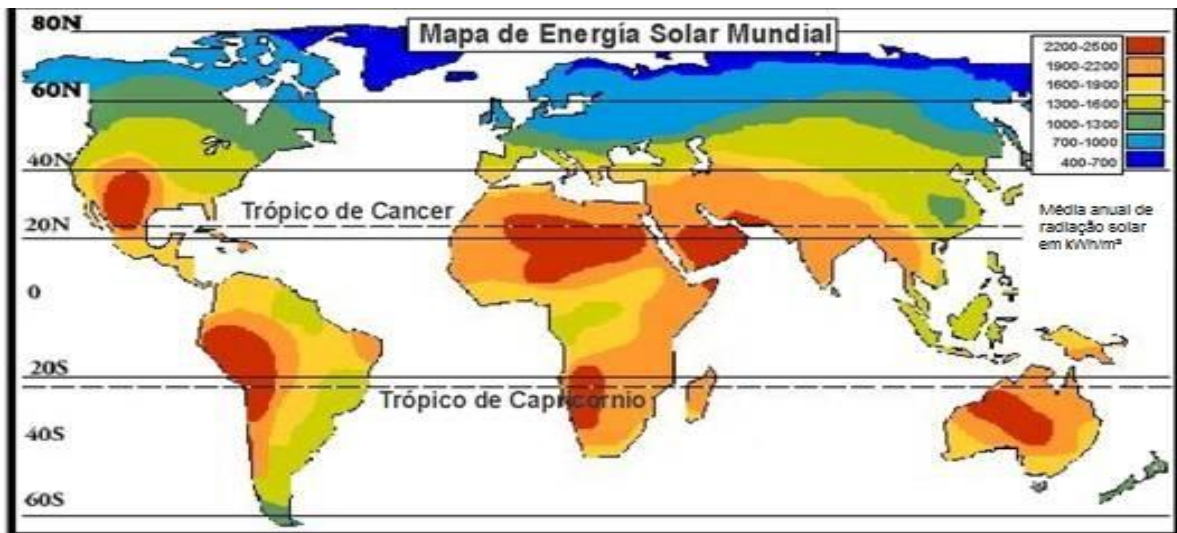 80N
Mapa de Energía Solar Mundial
2200-2500
1900-2200
1600-1900
1300-1600
1000-1300
700-1000
400-700
60N
40N
Trópico de Cancer
20N
Média anual de
radiação solar
em kWh/m²
0
20S
Trópico de Capricornio
40S
60S